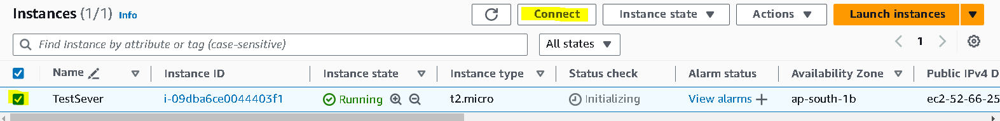 Instances (1/1) Info Connect Instance state Actions Launch instances
Find Instance by attribute or tag (case-sensitive) All states 1
Name Instance ID Instance state Instance type Status check Alarm status Availability Zone Public IPv4 D
TestSever i-09dba6ce0044403f1 Running t2.micro Initializing View alarms ap-south-1b ec2-52-66-25